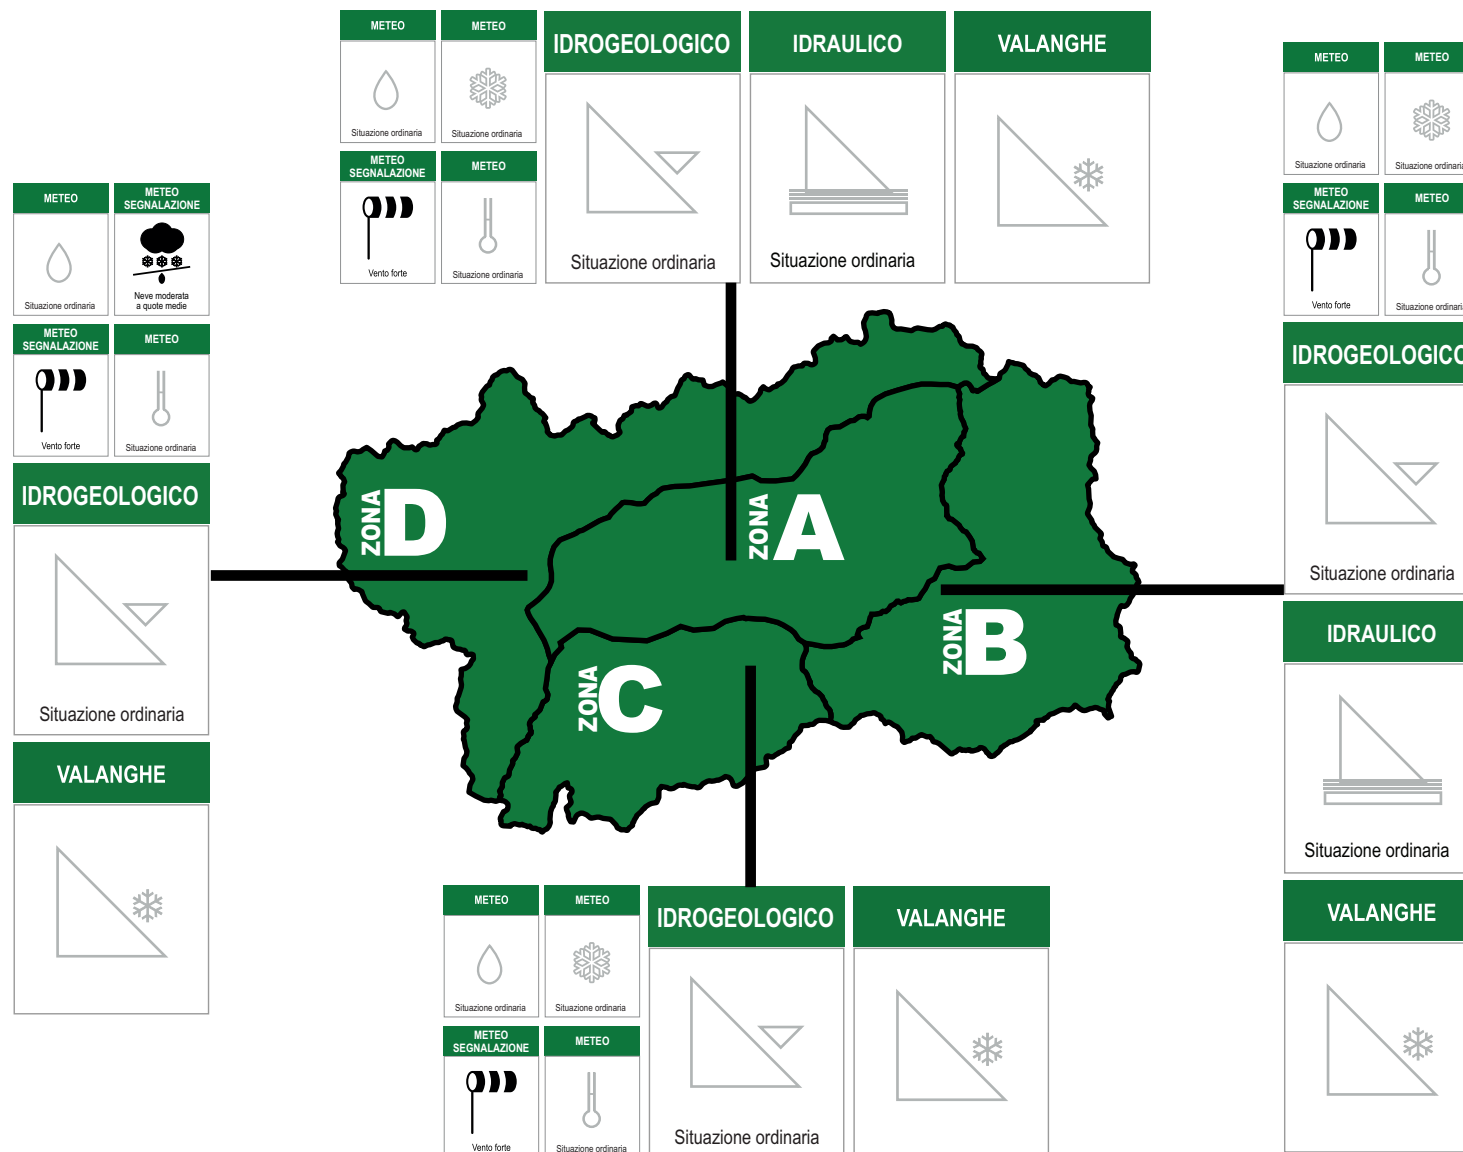 METEO
Situazione ordinaria
METEO
Situazione ordinaria
METEO
SEGNALAZIONE
Vento forte
METEO
Situazione ordinaria
IDROGEOLOGICO
Situazione ordinaria
IDRAULICO
Situazione ordinaria
VALANGHE
METEO
Situazione ordinaria
METEO
Situazione ordinaria
METEO
SEGNALAZIONE
Vento forte
METEO
Situazione ordinaria
IDROGEOLOGICO
Situazione ordinaria
IDRAULICO
Situazione ordinaria
VALANGHE
METEO
Situazione ordinaria
METEO
SEGNALAZIONE
Neve moderata
a quote medie
METEO
SEGNALAZIONE
Vento forte
METEO
Situazione ordinaria
IDROGEOLOGICO
Situazione ordinaria
VALANGHE
ZONA D
ZONA A
ZONA B
ZONA C
METEO
Situazione ordinaria
METEO
Situazione ordinaria
METEO
SEGNALAZIONE
Vento forte
METEO
Situazione ordinaria
IDROGEOLOGICO
Situazione ordinaria
VALANGHE